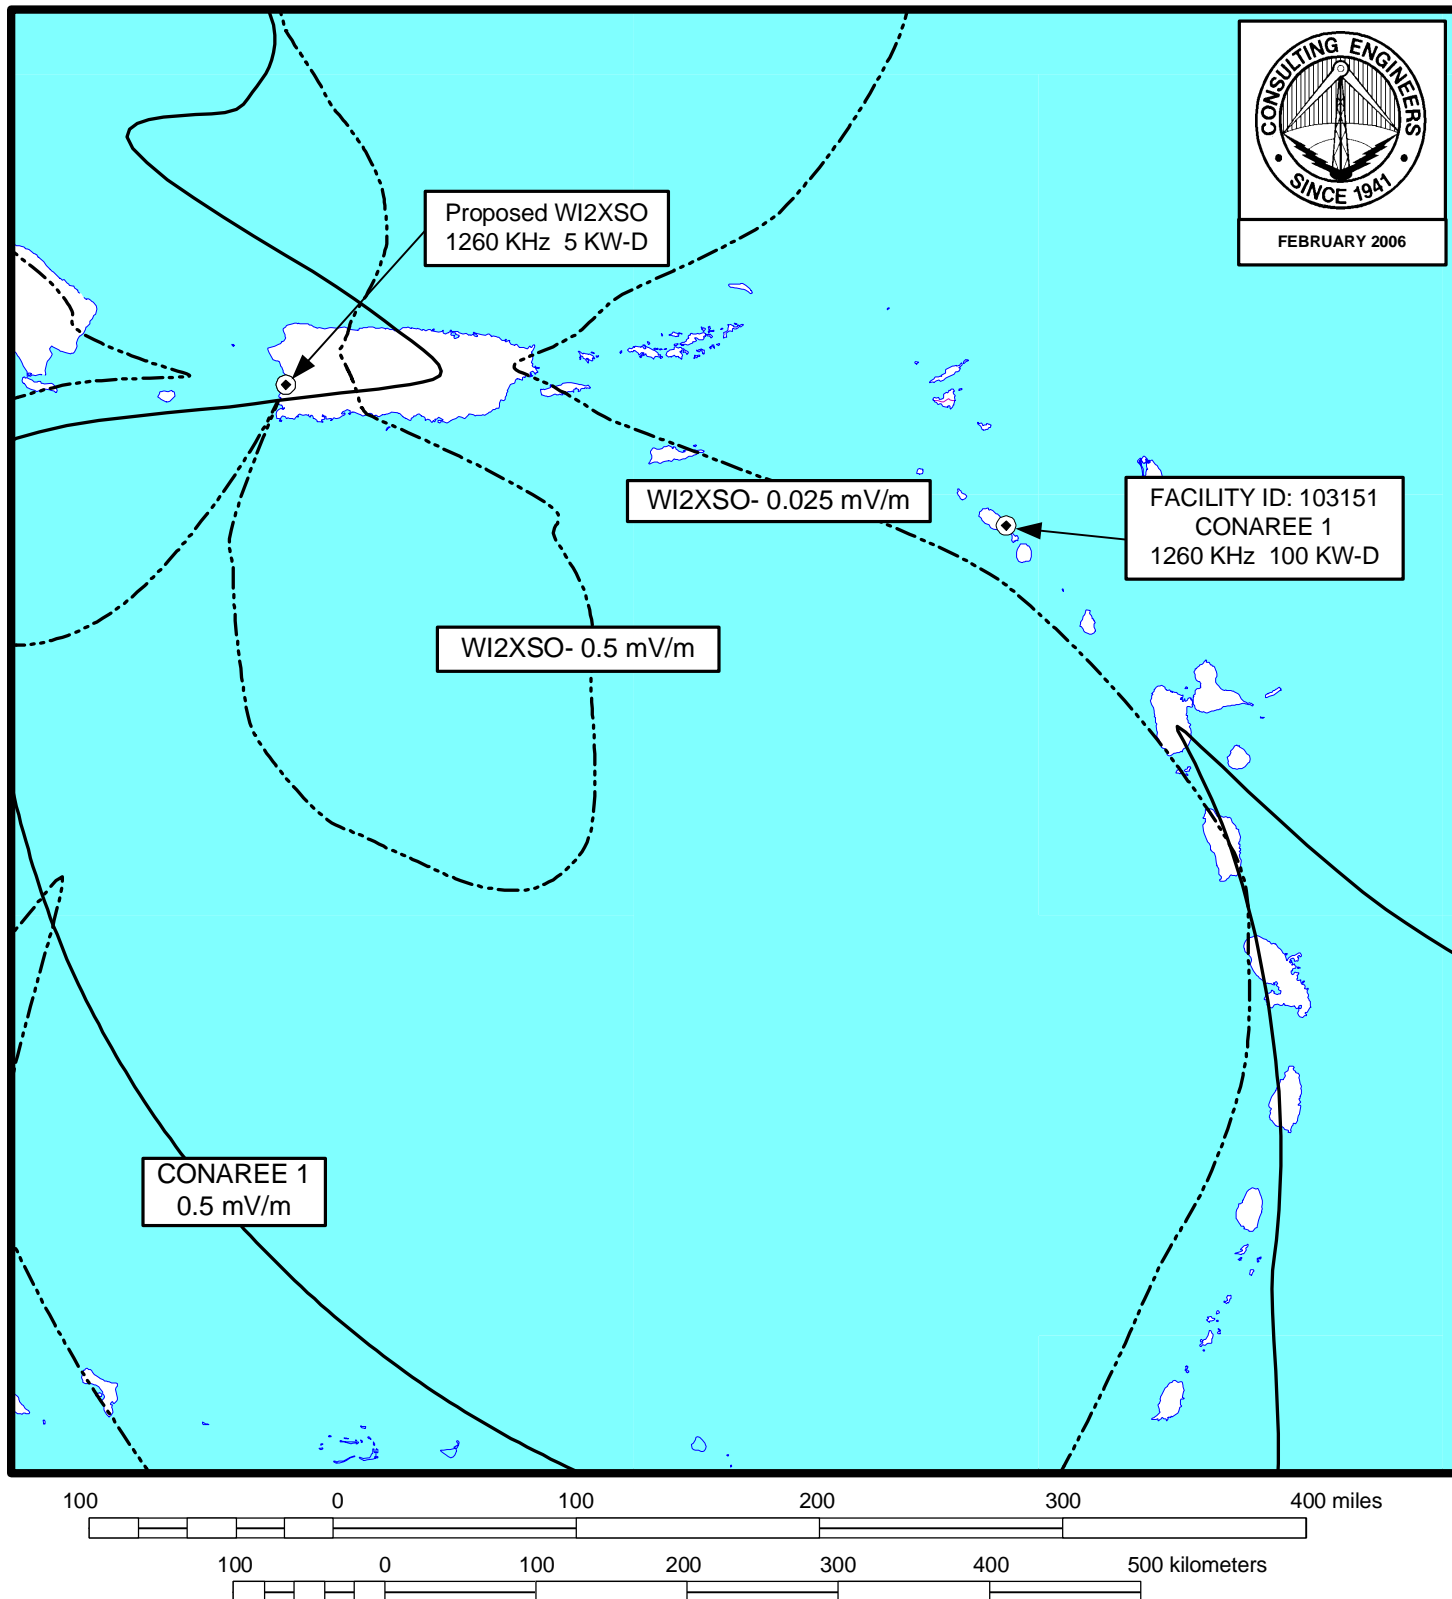 CONSULTING ENGINEERS
SINCE 1941
FEBRUARY 2006
Proposed WI2XSO
1260 KHz 5 KW-D
WI2XSO- 0.025 mV/m
FACILITY ID: 103151
CONAREE 1
1260 KHz 100 KW-D
WI2XSO- 0.5 mV/m
CONAREE 1
0.5 mV/m
100 0 100 200 300 400 miles
100 0 100 200 300 400 500 kilometers